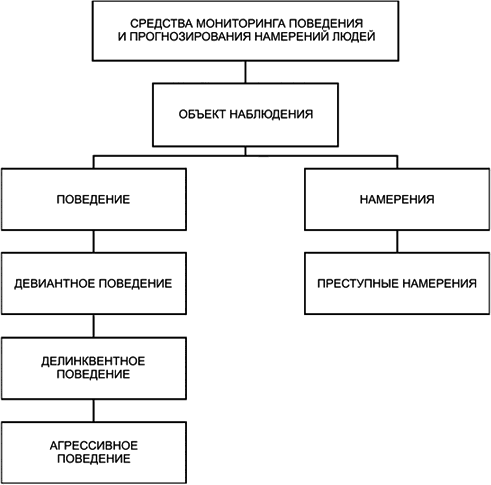 СРЕДСТВА МОНИТОРИНГА ПОВЕДЕНИЯ
И ПРОГНОЗИРОВАНИЯ НАМЕРЕНИЙ ЛЮДЕЙ
ОБЪЕКТ НАБЛЮДЕНИЯ
ПОВЕДЕНИЕ
НАМЕРЕНИЯ
ДЕВИАНТНОЕ ПОВЕДЕНИЕ
ПРЕСТУПНЫЕ НАМЕРЕНИЯ
ДЕЛИНКВЕНТНОЕ
ПОВЕДЕНИЕ
АГРЕССИВНОЕ
ПОВЕДЕНИЕ